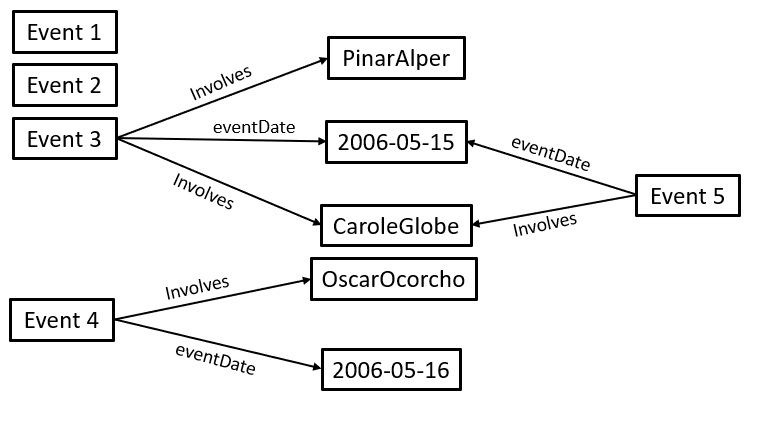 Event 1
PinarAlper
Involves
Event 2
Event 3
eventDate
2006-05-15
eventDate
Involves
CaroleGlobe
Involves
Event 5
OscarOcorcho
Involves
Event 4
eventDate
2006-05-16